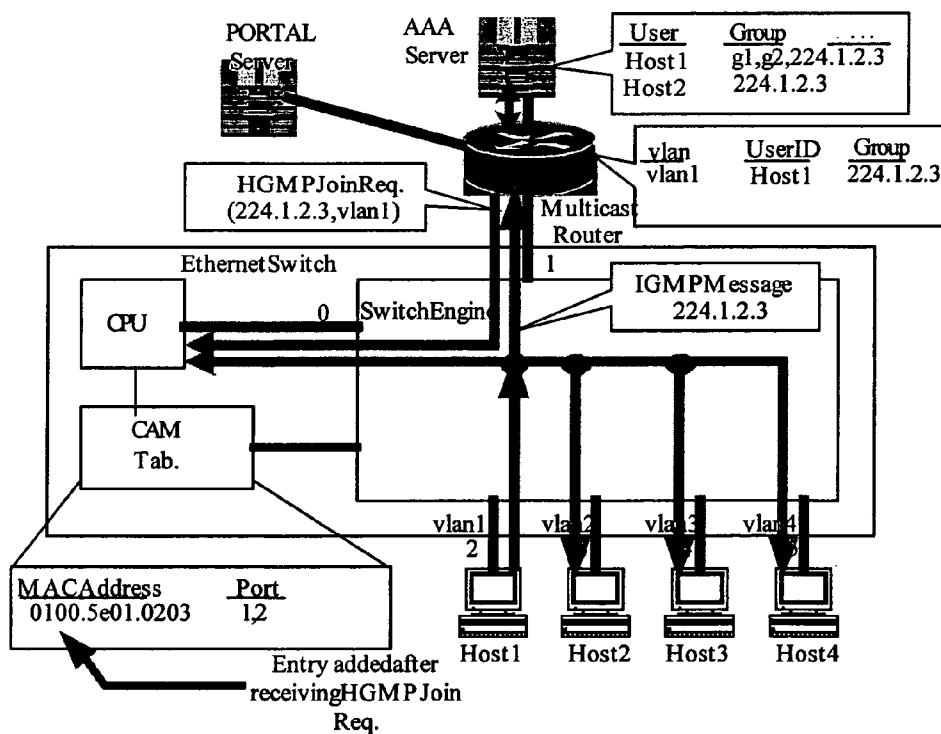 PORTAL
Server
AAA
Server
User Group ...
Host1 g1,g2,224.1.2.3
Host2 224.1.2.3
vlan UserID Group
vlan1 Host1 224.1.2.3
HGMPJoinReq.
(224.1.2.3,vlan1)
Multicast
Router
EthernetSwitch
1
IGMPMessage
224.1.2.3
CPU
0
SwitchEngine
CAM
Tab.
vlan1 vlan2 vlan3 vlan4
2
MACAddress Port
0100.5e01.0203 1,2
Host1 Host2 Host3 Host4
Entry addedafter
receivingHGMPJoin
Req.